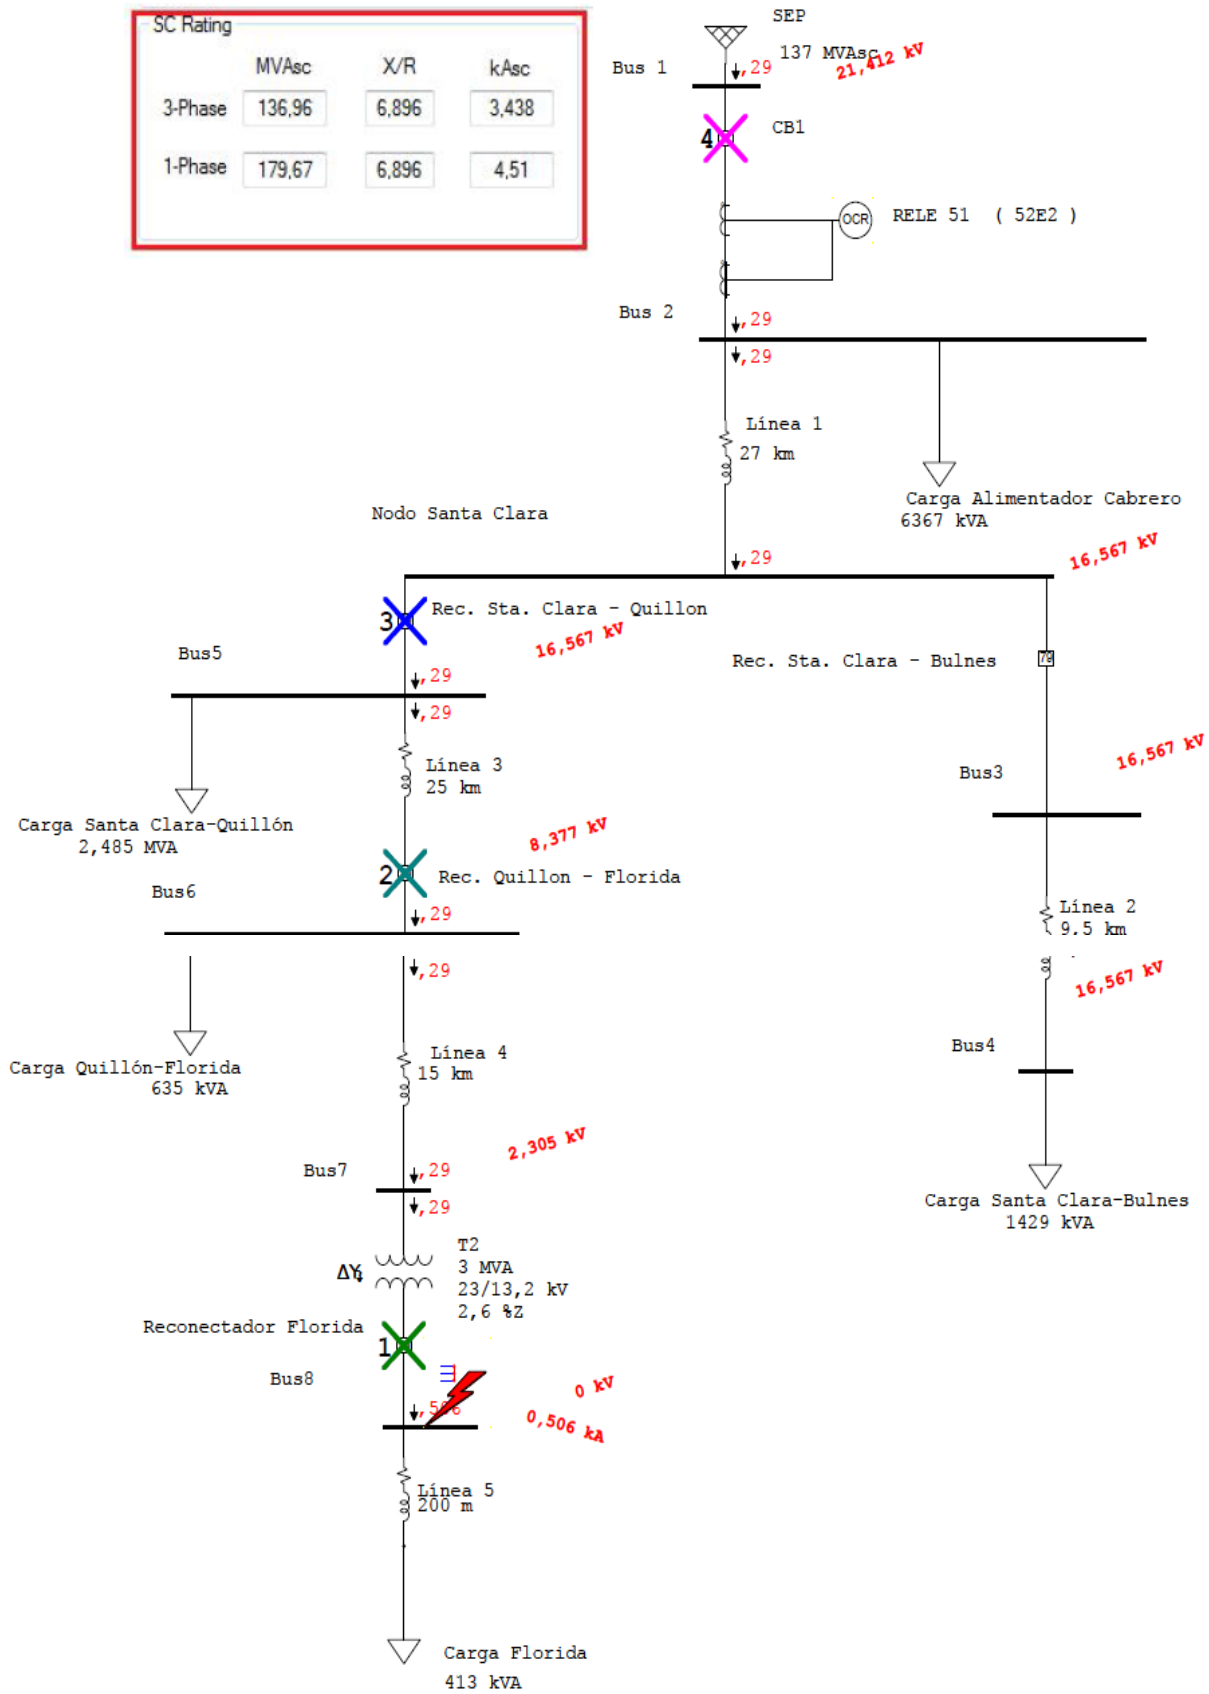 SC Rating
MVAsc X/R kAsc
3-Phase 136,96 6,896 3,438
1-Phase 179,67 6,896 4,51
SEP
137 MVAsc
21,412 kV
Bus 1
,29
4
CB1
OCR
RELE 51 ( 52E2 )
Bus 2
,29
,29
Línea 1
27 km
Carga Alimentador Cabrero
6367 kVA
Nodo Santa Clara
,29
16,567 kV
3
Rec. Sta. Clara - Quillon
16,567 kV
Bus5
,29
,29
Rec. Sta. Clara - Bulnes
79
Línea 3
25 km
16,567 kV
Bus3
Carga Santa Clara-Quillón
2,485 MVA
8,377 kV
2
Rec. Quillon - Florida
Bus6
,29
Línea 2
9.5 km
,29
16,567 kV
Carga Quillón-Florida
635 kVA
Línea 4
15 km
Bus4
2,305 kV
Bus7
,29
,29
Carga Santa Clara-Bulnes
1429 kVA
T2
3 MVA
23/13,2 kV
2,6 %Z
ΔY
Reconectador Florida
1
Bus8
0 kV
,506
0,506 kA
Línea 5
200 m
Carga Florida
413 kVA